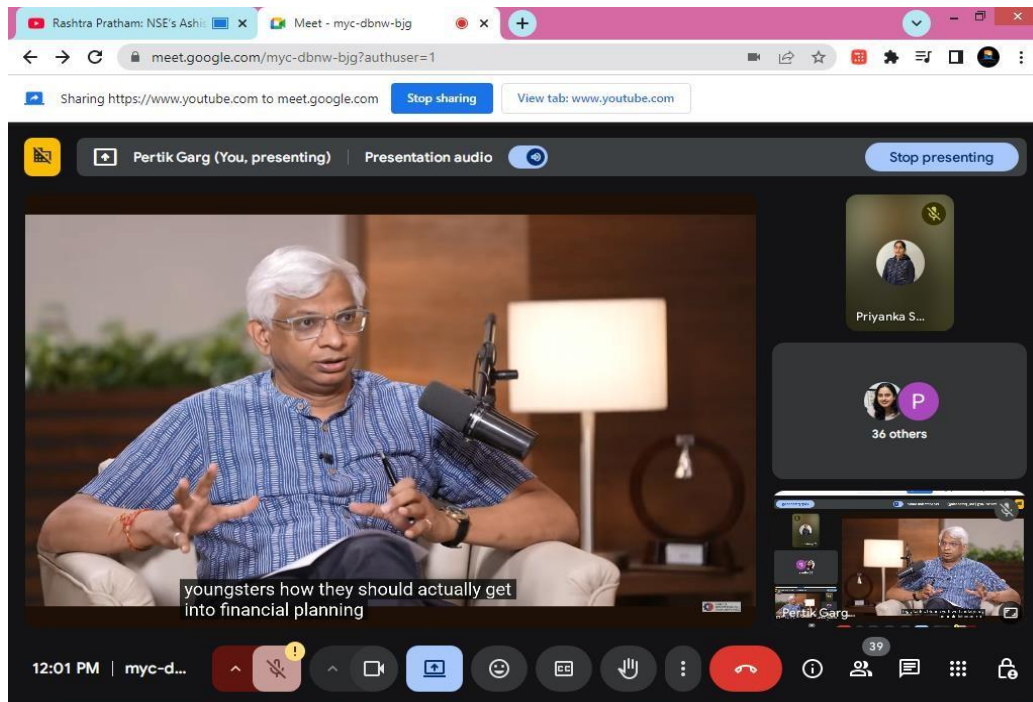 Rashtra Pratham: NSE's Ashi
Meet - myc-dbnw-bjg
meet.google.com/myc-dbnw-bjg?authuser=1
Sharing https://www.youtube.com to meet.google.com
Stop sharing
View tab: www.youtube.com
Pertik Garg (You, presenting)
Presentation audio
Stop presenting
Priyanka S...
P
36 others
Pertik Garg...
youngsters how they should actually get
into financial planning
12:01 PM | myc-d...
CC
39